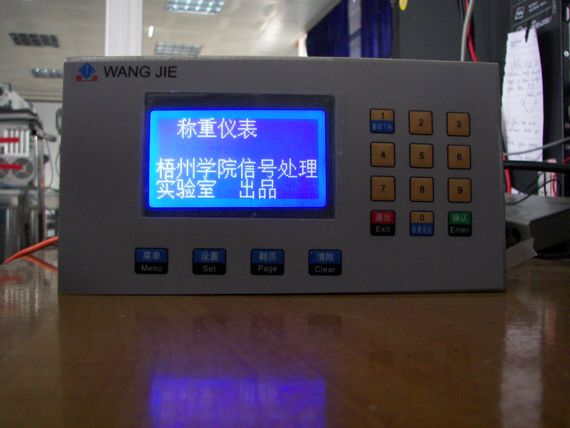 WANG JIE
称重仪表
梧州学院信号处理
实验室 出品
1 2 3
4 5 6
7 8 9
退出 Exit
0
确认 Enter
菜单 Menu
设置 Set
翻页 Page
清除 Clear